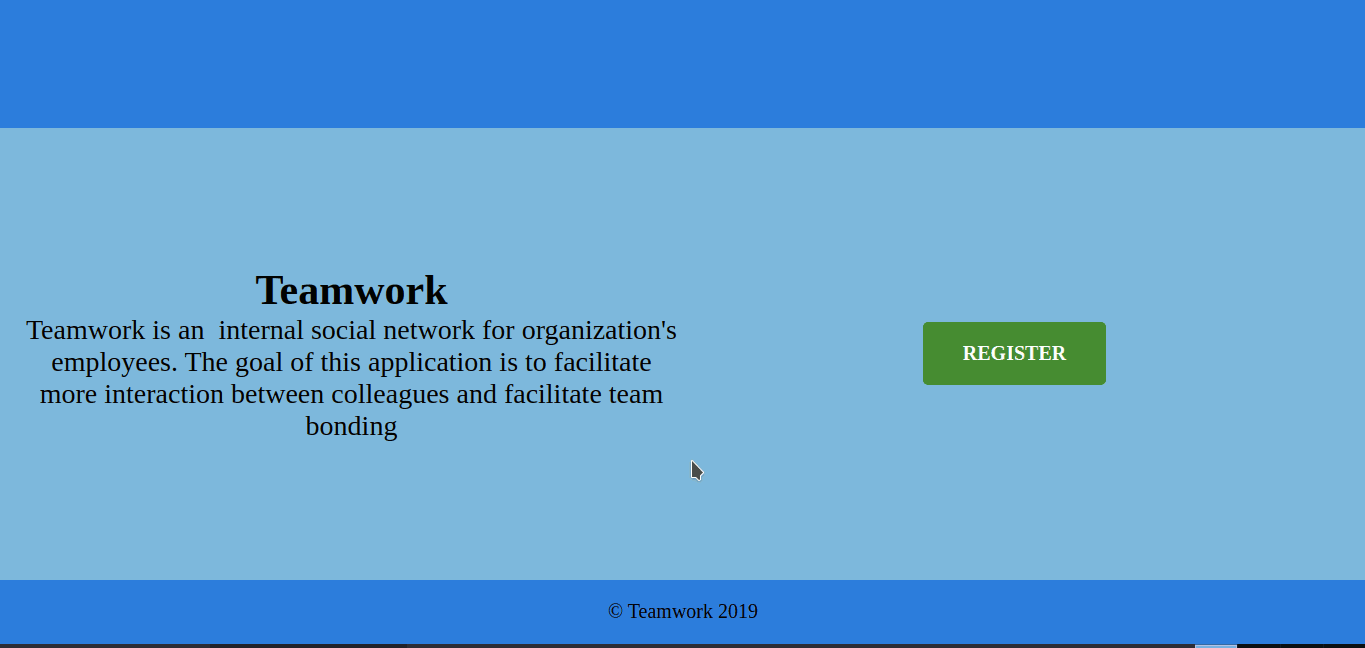 Teamwork
Teamwork is an  internal social network for organization's
employees. The goal of this application is to facilitate
more interaction between colleagues and facilitate team
bonding
REGISTER
© Teamwork 2019